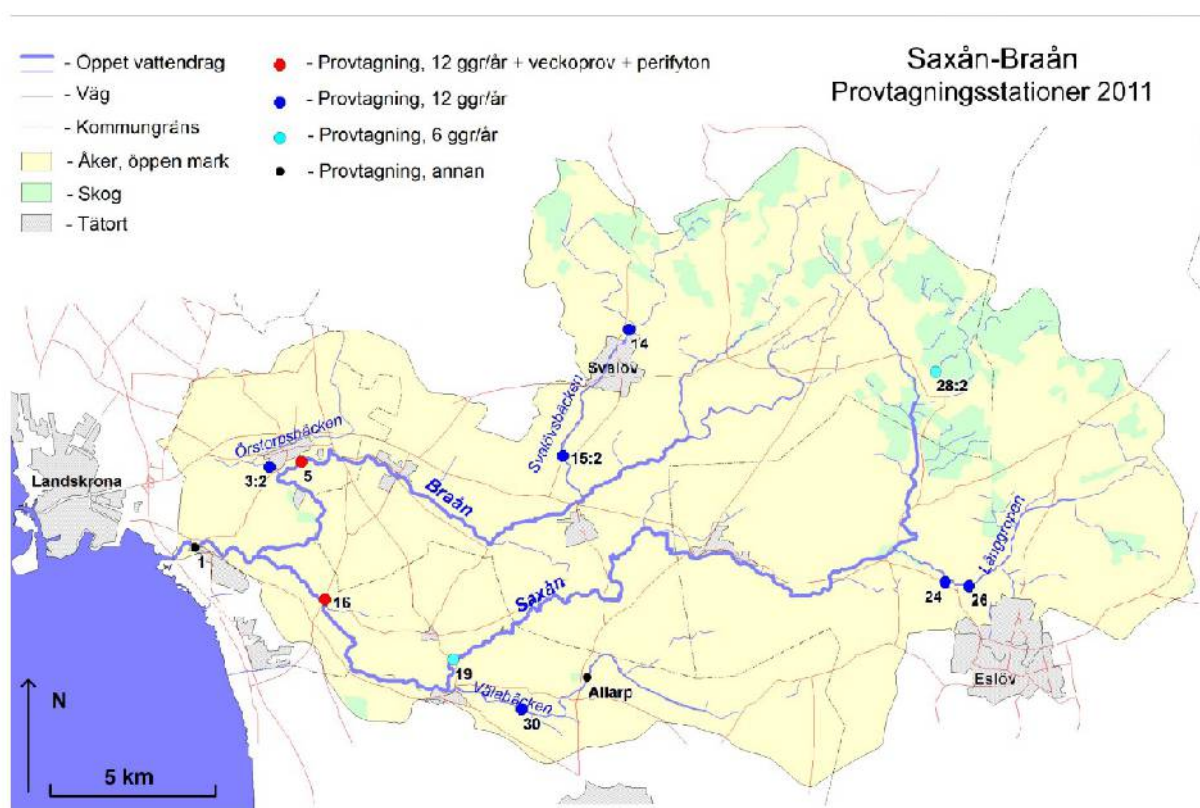 Saxån-Braån
Provtagningsstationer 2011
- Öppet vattendrag
- Väg
- Kommungräns
- Åker, öppen mark
- Skog
- Tätort
- Provtagning, 12 ggr/år + veckoprov + perifyton
- Provtagning, 12 ggr/år
- Provtagning, 6 ggr/år
- Provtagning, annan
14
Svalöv
28:2
Svalövsbäcken
Örstorpsbäcken
15:2
5
3:2
Landskrona
Braån
Långgropen
1
Saxån
24
26
16
19
Eslöv
Allarp
Välabäcken
30
N
5 km